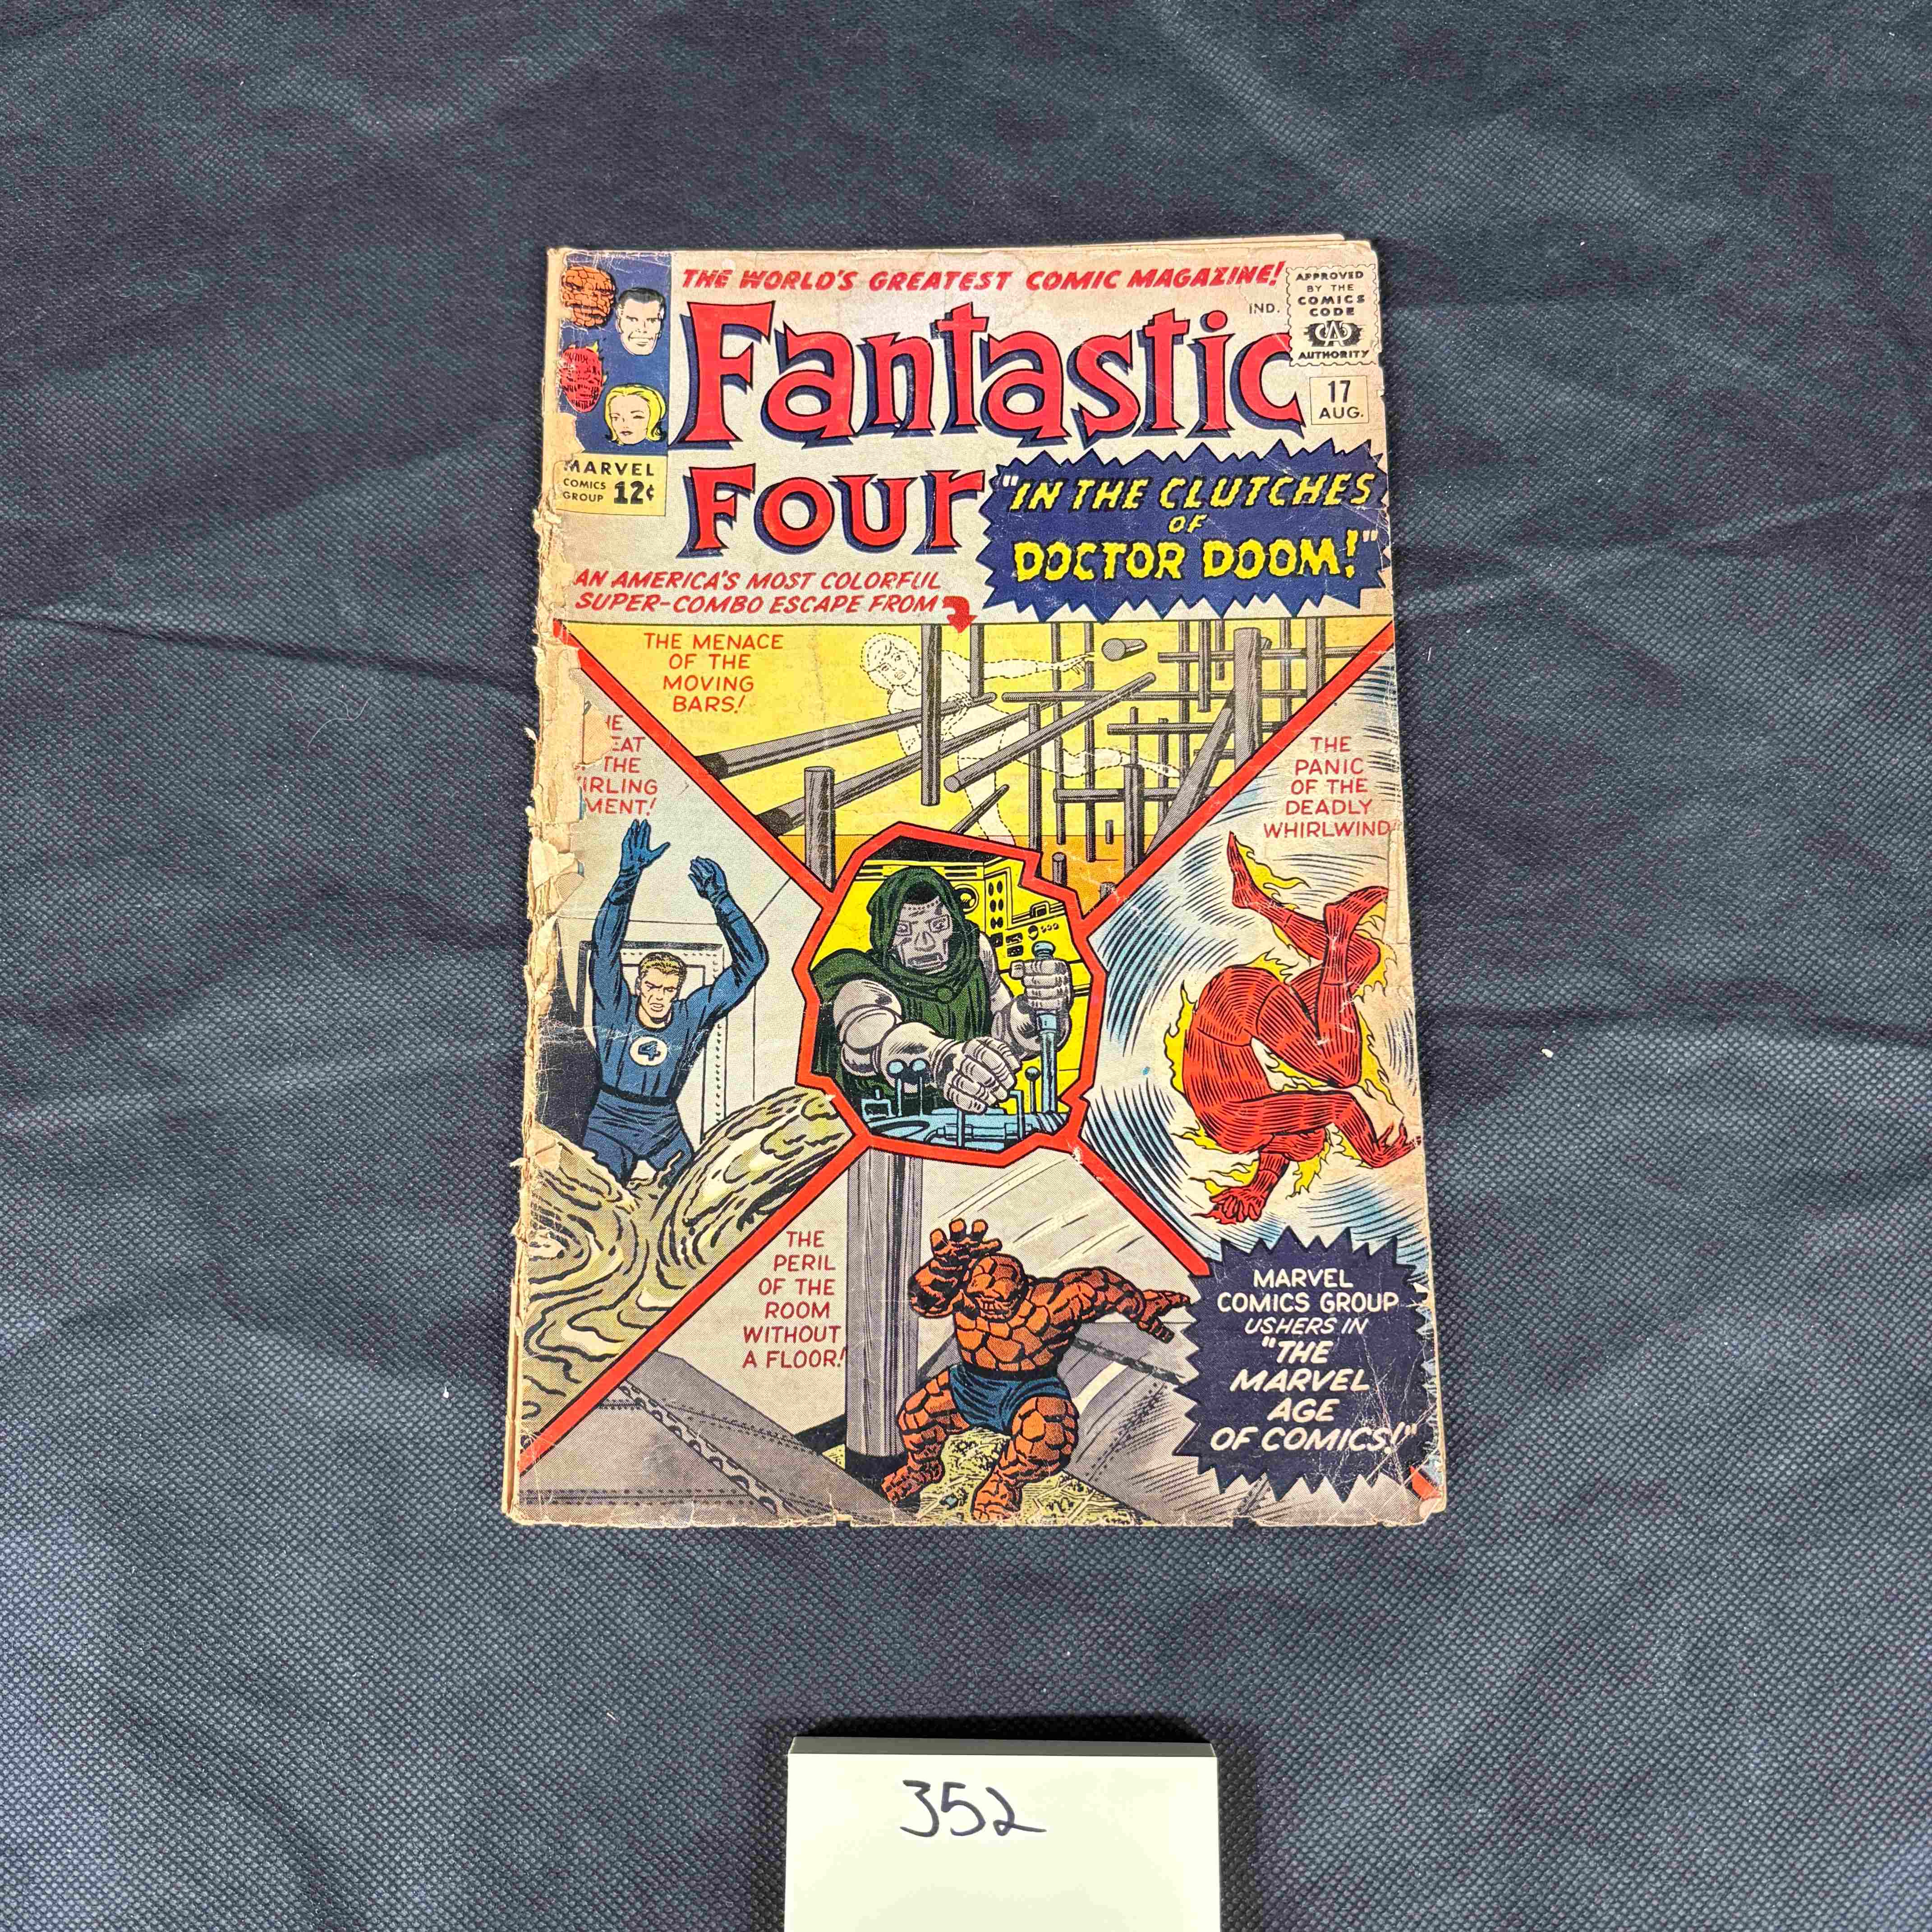 THE WORLD'S GREATEST COMIC MAGAZINE!
IND.
APPROVED
BY THE
COMICS
CODE
CA
AUTHORITY
Fantastic
Four
17
AUG.
MARVEL
COMICS
GROUP 12¢
"IN THE CLUTCHES
OF
DOCTOR DOOM!"
AN AMERICA'S MOST COLORFUL
SUPER-COMBO ESCAPE FROM
THE MENACE
OF THE
MOVING
BARS!
THE
THE
PANIC
OF THE
DEADLY
WHIRLWIND
4
THE
PERIL
OF THE
ROOM
WITHOUT
A FLOOR!
MARVEL
COMICS GROUP
USHERS IN
"THE
MARVEL
AGE
OF COMICS!"
352